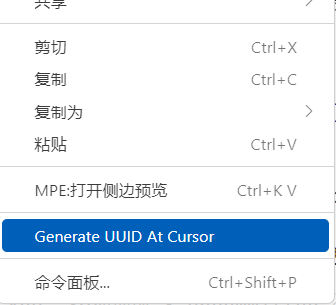 共享
剪切 Ctrl+X
复制 Ctrl+C
复制为
粘贴 Ctrl+V
MPE:打开侧边预览 Ctrl+K V
Generate UUID At Cursor
命令面板... Ctrl+Shift+P